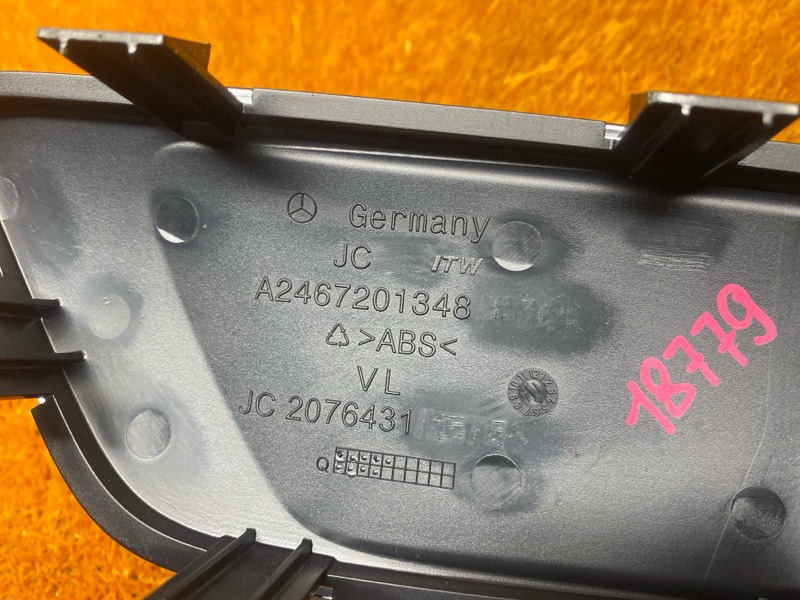 Germany
JC ITW
A2467201348
>ABS<
VL
JC 2076431
Q
18779